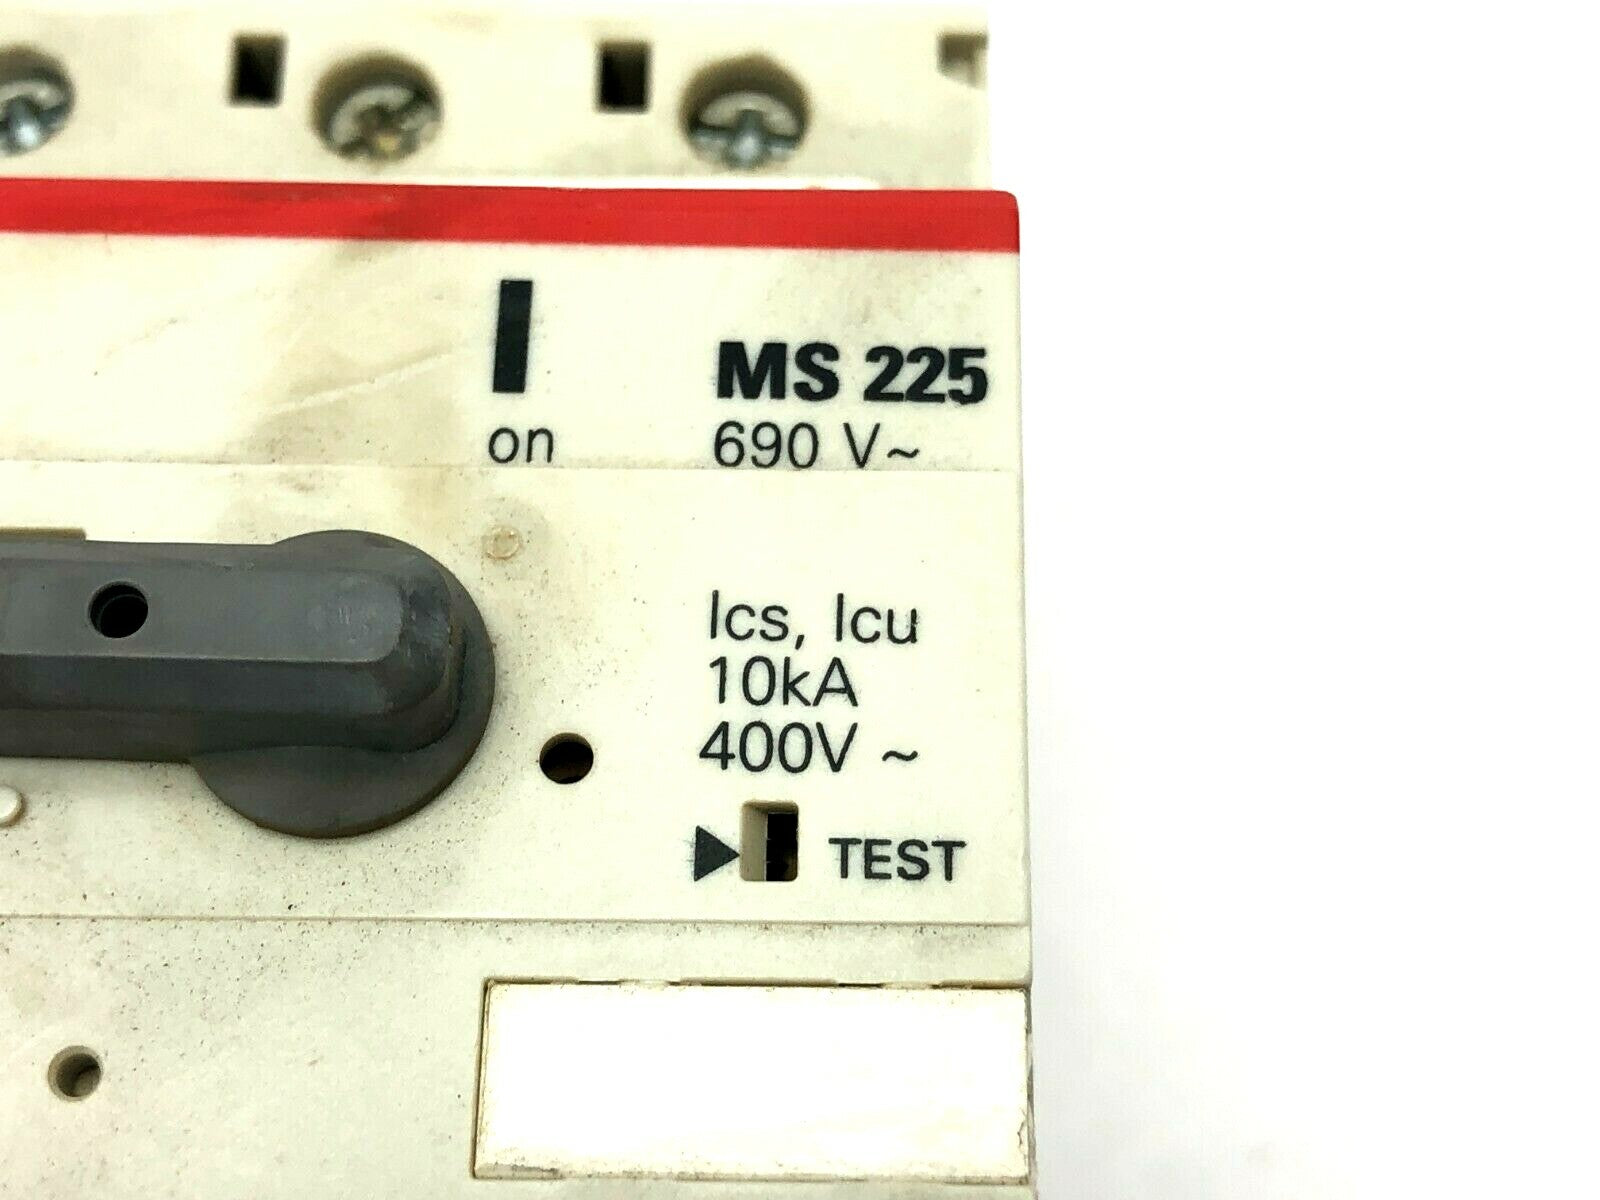 I
on
MS 225
690 V~
Ics, Icu
10kA
400V ~
TEST